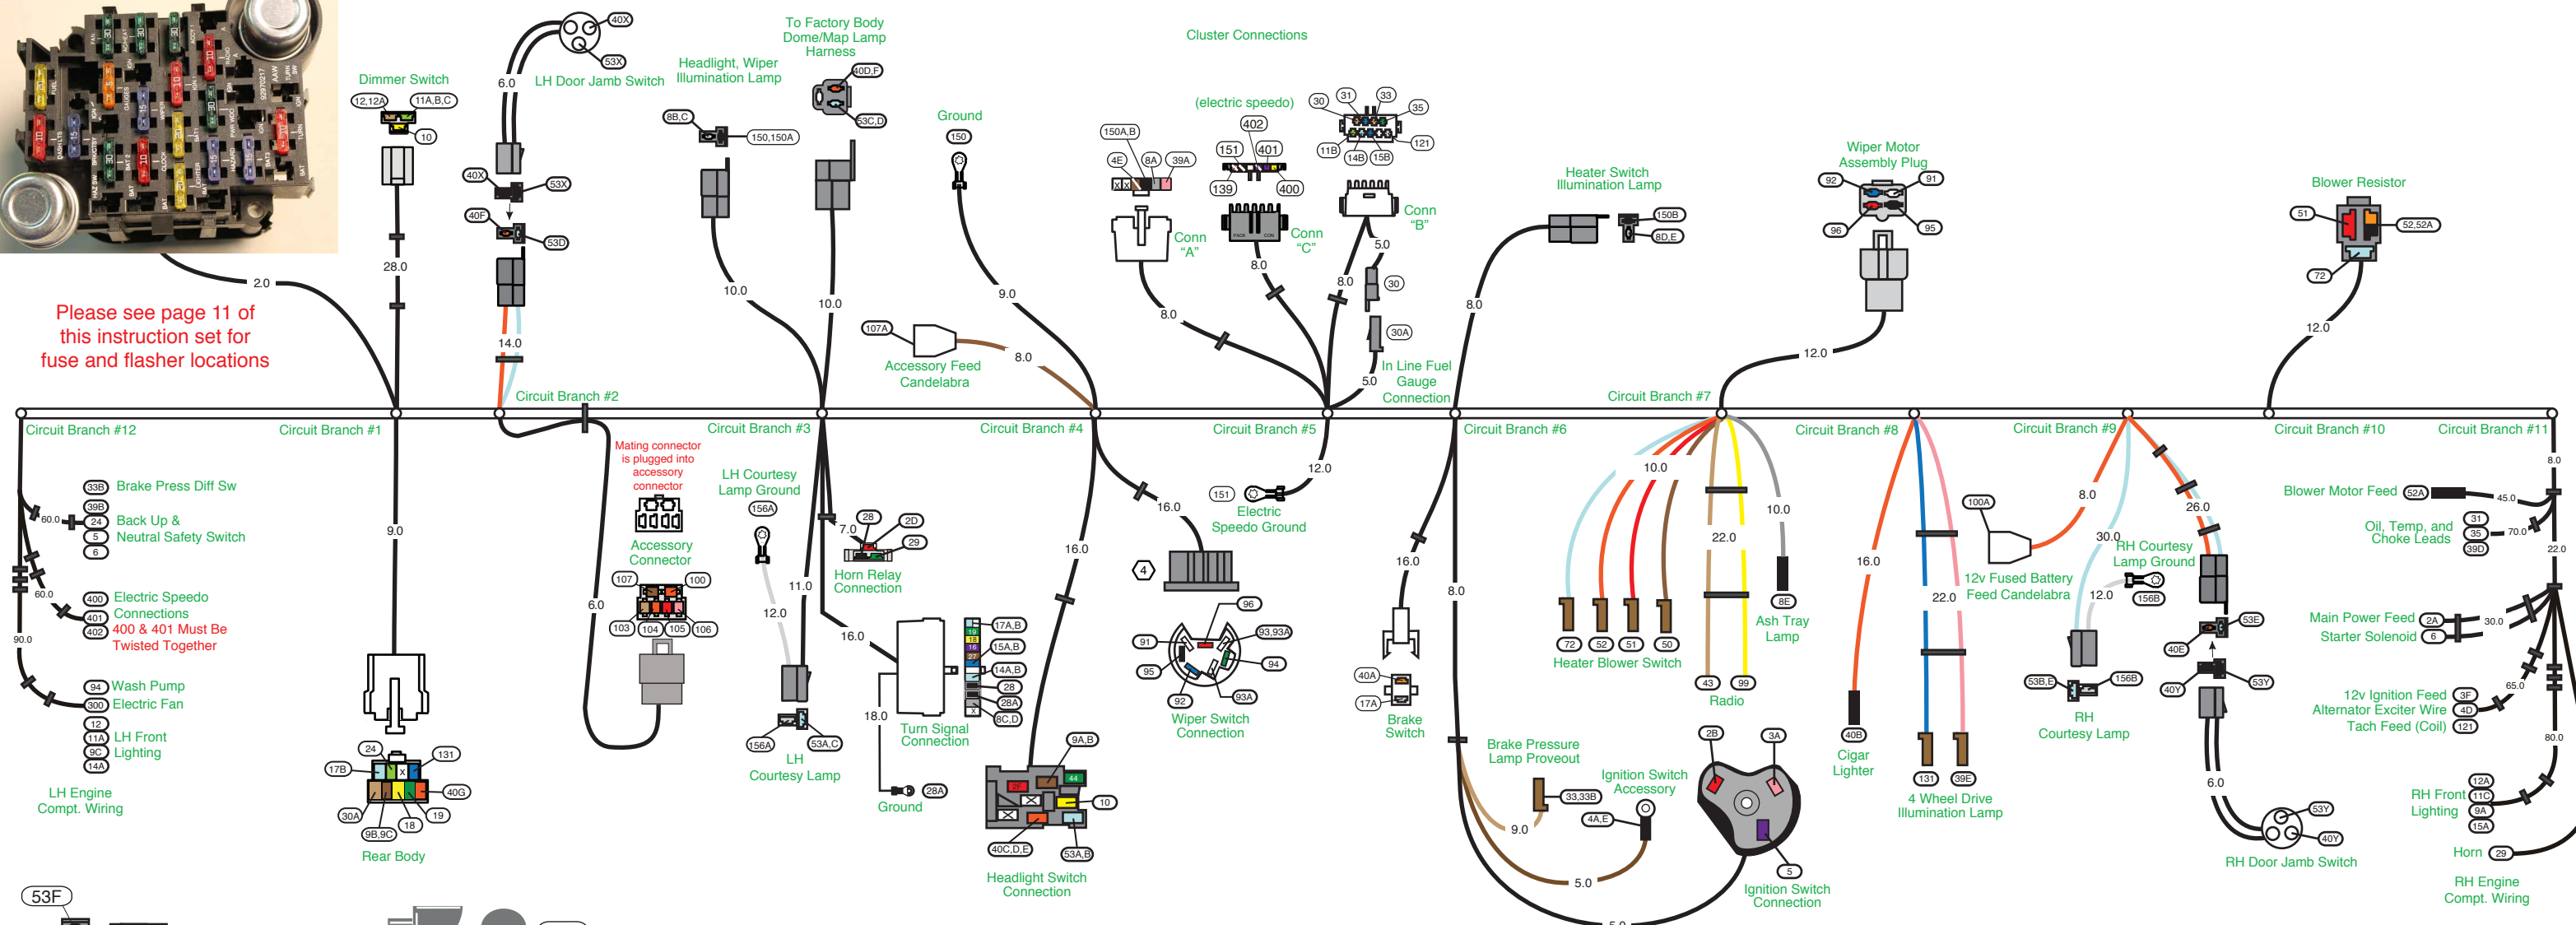 Dimmer Switch
12,12A
11A,B,C
10
28.0
2.0
Please see page 11 of
this instruction set for
fuse and flasher locations
40X
53X
6.0
LH Door Jamb Switch
40X
53X
40F
53D
14.0
Headlight, Wiper
Illumination Lamp
8B,C
150,150A
10.0
To Factory Body
Dome/Map Lamp
Harness
40D,F
53C,D
10.0
Ground
150
9.0
107A
Accessory Feed
Candelabra
8.0
Cluster Connections
150A,B
4E
8A
39A
X X
Conn
"A"
8.0
(electric speedo)
402
151
401
139
400
Conn
"C"
8.0
30
31
33
35
11B
14B
15B
121
Conn
"B"
5.0
8.0
30
30A
5.0
In Line Fuel
Gauge
Connection
Heater Switch
Illumination Lamp
150B
8D,E
8.0
Wiper Motor
Assembly Plug
92
91
96
95
12.0
Blower Resistor
51
52,52A
72
12.0
Circuit Branch #12
Circuit Branch #1
Circuit Branch #2
Circuit Branch #3
Circuit Branch #4
Circuit Branch #5
Circuit Branch #6
Circuit Branch #7
Circuit Branch #8
Circuit Branch #9
Circuit Branch #10
Circuit Branch #11
33B
Brake Press Diff Sw
39B
24
Back Up &
5
Neutral Safety Switch
6
60.0
400
Electric Speedo
401
Connections
402
400 & 401 Must Be
Twisted Together
60.0
90.0
94
Wash Pump
300
Electric Fan
12
11A
LH Front
9C
Lighting
14A
LH Engine
Compt. Wiring
9.0
24
131
17B
X
40G
30A
9B,9C
18
19
Rear Body
Mating connector
is plugged into
accessory
connector
Accessory
Connector
107
100
103
104
105
106
6.0
LH Courtesy
Lamp Ground
156A
12.0
11.0
156A
53A,C
LH
Courtesy Lamp
7.0
28
2D
29
Horn Relay
Connection
16.0
17A,B
19
18
15A,B
16
27
14A,B
28
28A
X
8C,D
Turn Signal
Connection
18.0
Ground
28A
16.0
9A,B
44
2F
X
10
X
40C,D,E
53A,B
Headlight Switch
Connection
16.0
4
96
91
93,93A
95
94
92
93A
Wiper Switch
Connection
12.0
151
Electric
Speedo Ground
16.0
40A
17A
Brake
Switch
8.0
Brake Pressure
Lamp Proveout
33,33B
9.0
Ignition Switch
Accessory
4A,E
5.0
2B
3A
5
Ignition Switch
Connection
5.0
10.0
72
52
51
50
Heater Blower Switch
22.0
43
99
Radio
10.0
8E
Ash Tray
Lamp
16.0
40B
Cigar
Lighter
22.0
131
39E
4 Wheel Drive
Illumination Lamp
100A
8.0
12v Fused Battery
Feed Candelabra
30.0
RH Courtesy
Lamp Ground
12.0
156B
53B,E
156B
RH
Courtesy Lamp
26.0
53E
40E
40Y
53Y
6.0
53Y
40Y
RH Door Jamb Switch
8.0
Blower Motor Feed
52A
45.0
Oil, Temp, and
Choke Leads
31
35
39D
70.0
22.0
Main Power Feed
2A
Starter Solenoid
6
30.0
12v Ignition Feed
3F
Alternator Exciter Wire
4D
Tach Feed (Coil)
121
65.0
80.0
12A
RH Front
11C
Lighting
9A
15A
Horn
29
RH Engine
Compt. Wiring
53F